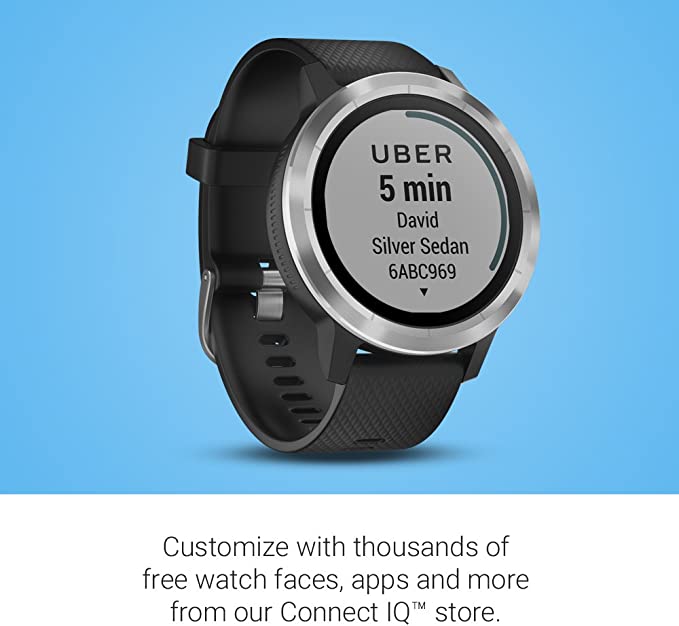 UBER
5 min
David
Silver Sedan
6ABC969
Customize with thousands of
free watch faces, apps and more
from our Connect IQ™ store.